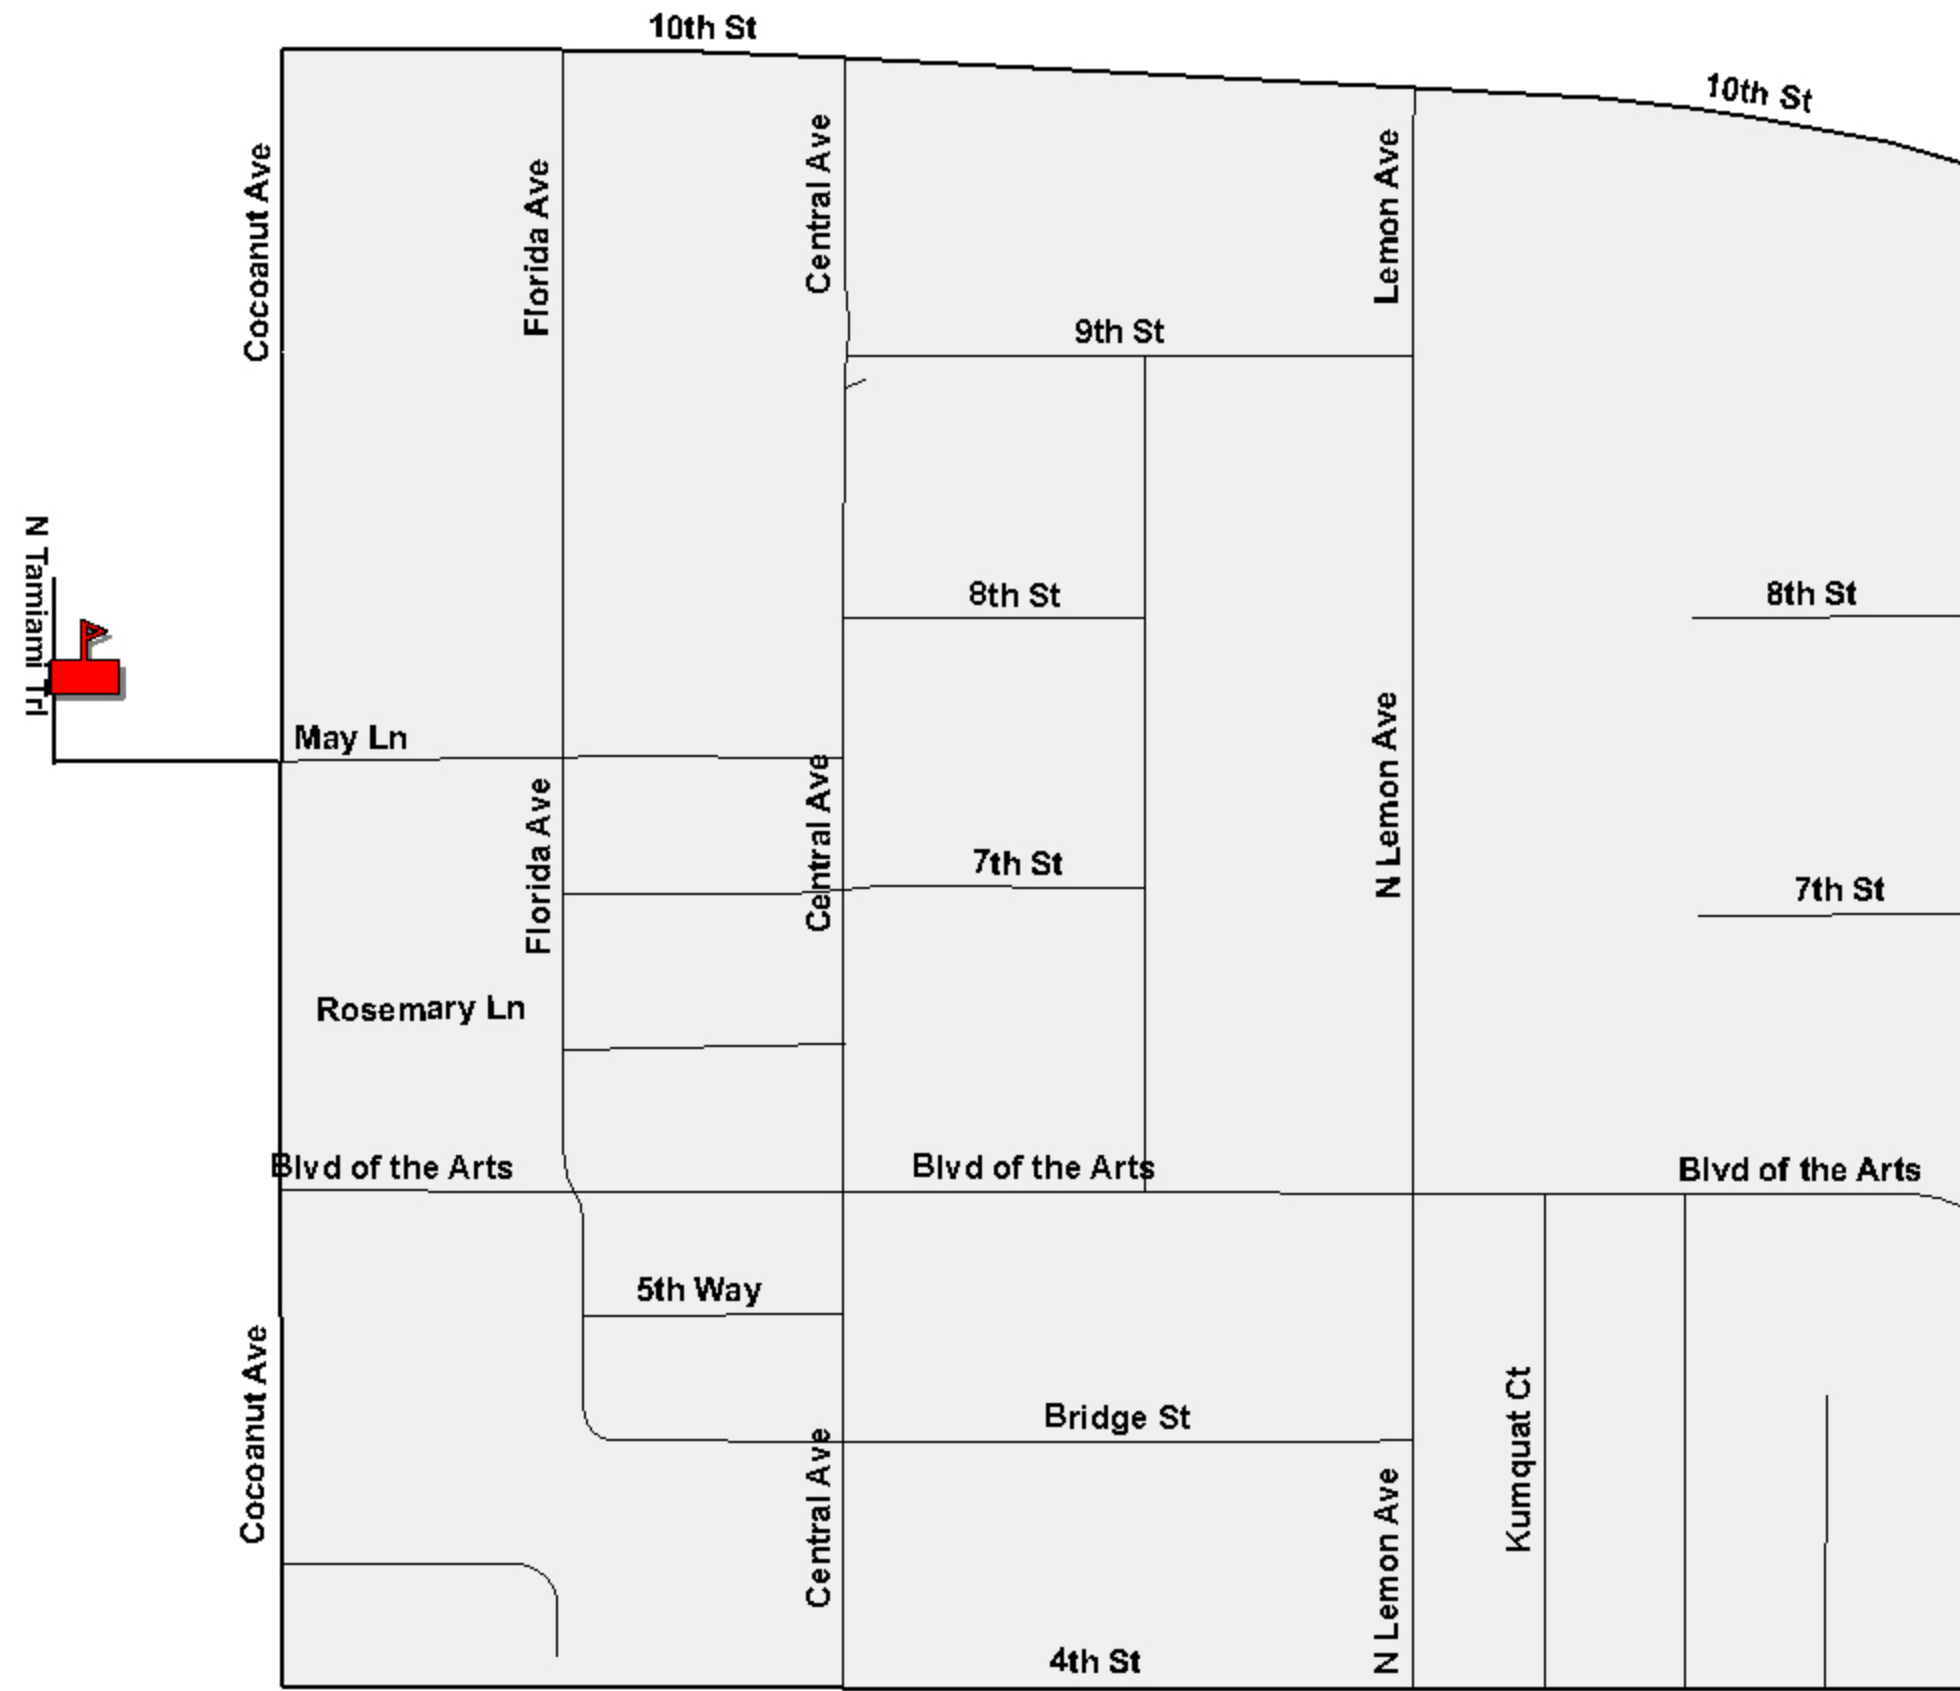 10th St
10th St
Cocoanut Ave
Florida Ave
Central Ave
Lemon Ave
9th St
N Tamiami Trl
8th St
8th St
May Ln
Florida Ave
Central Ave
N Lemon Ave
7th St
7th St
Rosemary Ln
Blvd of the Arts
Blvd of the Arts
Blvd of the Arts
5th Way
Cocoanut Ave
Bridge St
Kumquat Ct
Central Ave
N Lemon Ave
4th St